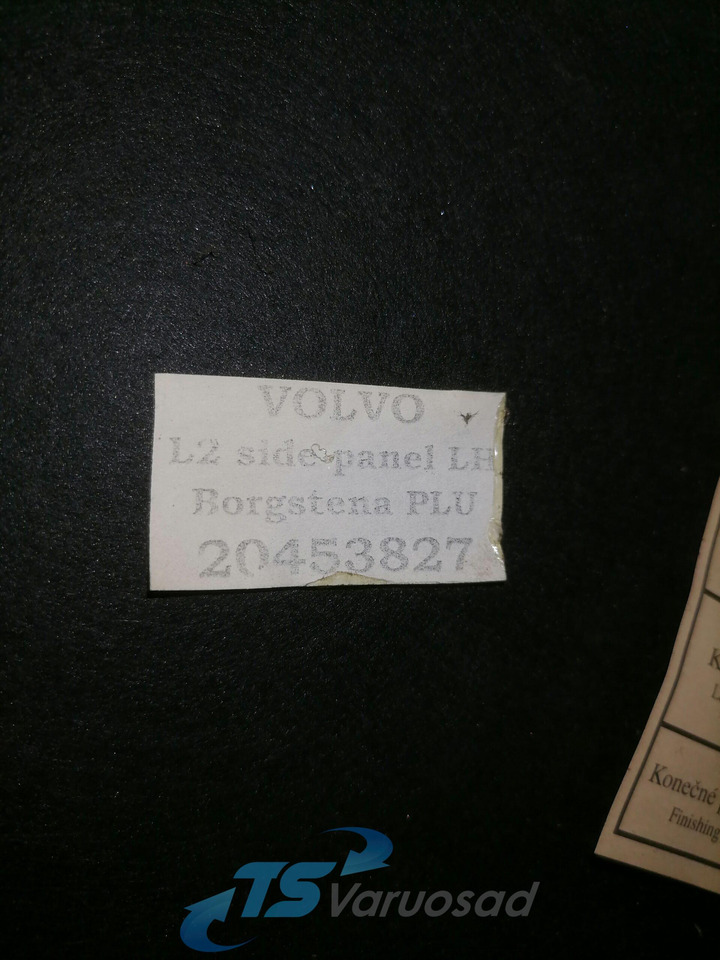 VOLVO
L2 side panel LH
Borgstena PLU
20453827
Konečné
Finishing
TS Varuosad